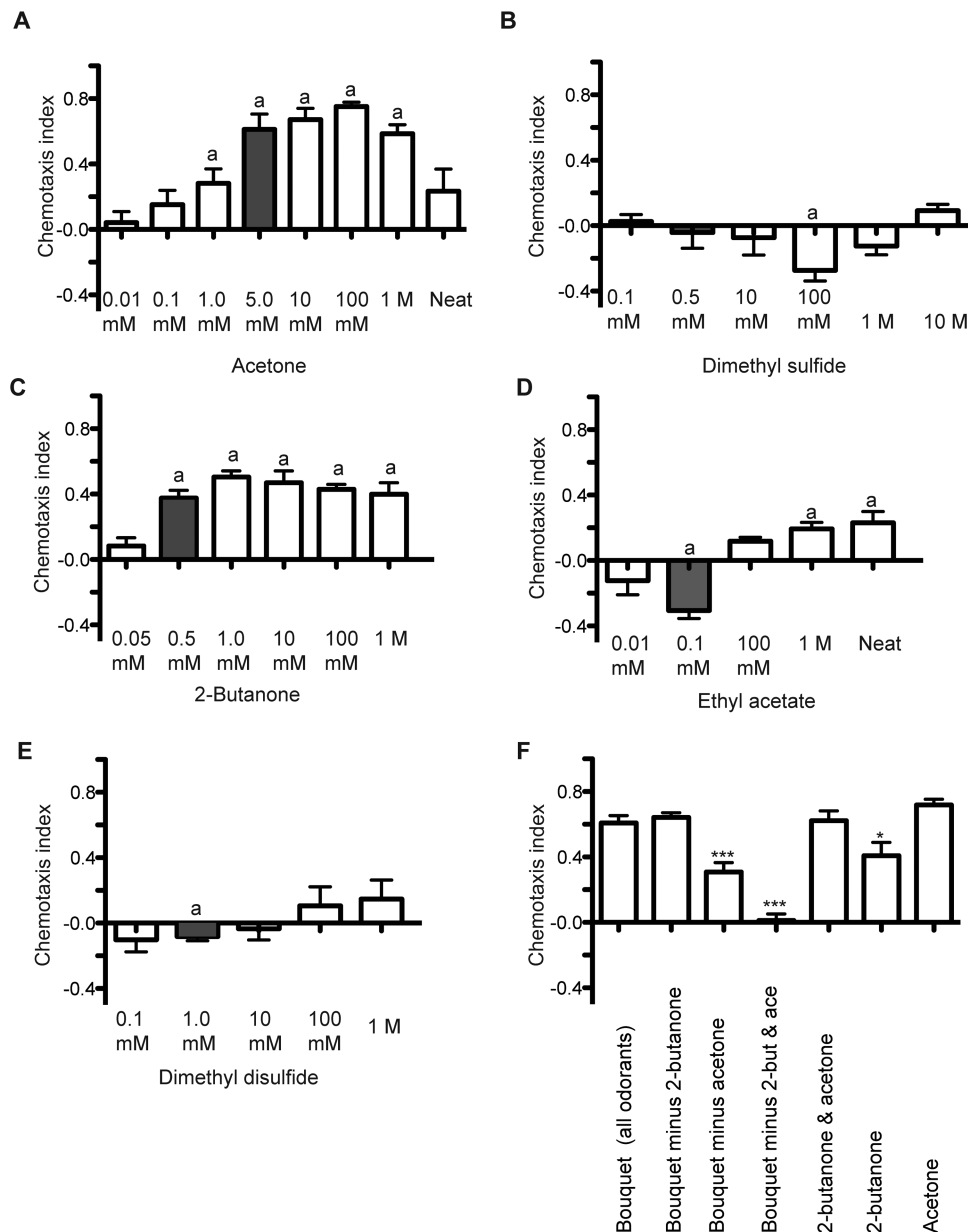 A
Chemotaxis index
0.8
0.4
-0.0
-0.4
a
a
a
a
a
0.01 0.1 1.0 5.0 10 100 1 M Neat
mM mM mM mM mM mM
Acetone
B
Chemotaxis index
0.8
0.4
-0.0
-0.4
a
0.1 0.5 10 100
mM mM mM mM 1 M 10 M
Dimethyl sulfide
C
Chemotaxis index
0.8
0.4
-0.0
-0.4
a
a
a
a
a
0.05 0.5 1.0 10 100 1 M
mM mM mM mM mM
2-Butanone
D
Chemotaxis index
0.8
0.4
-0.0
-0.4
a
a
a
0.01 0.1 100 1 M Neat
mM mM mM
Ethyl acetate
E
Chemotaxis index
0.8
0.4
-0.0
-0.4
a
0.1 1.0 10 100 1 M
mM mM mM mM
Dimethyl disulfide
F
Chemotaxis index
0.8
0.4
-0.0
-0.4
***
***
*
Bouquet (all odorants)
Bouquet minus 2-butanone
Bouquet minus acetone
Bouquet minus 2-but & ace
2-butanone & acetone
2-butanone
Acetone